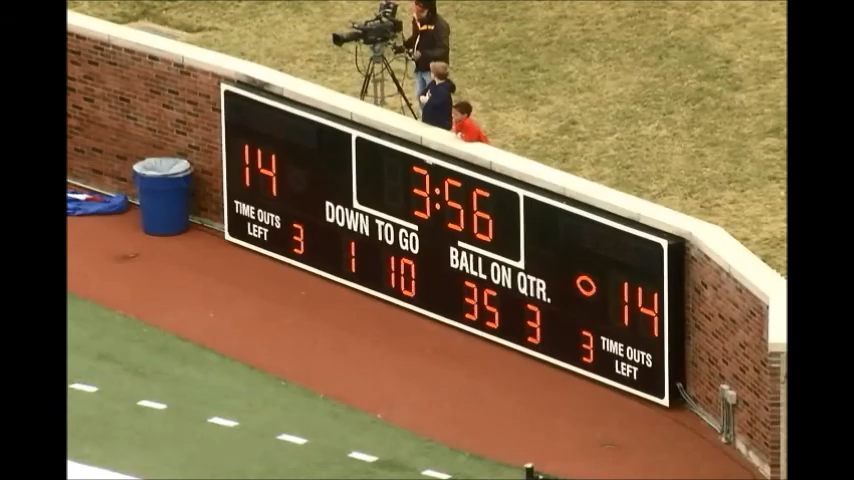 14 3:56
TIME OUTS LEFT 3
DOWN TO GO
1 10
BALL ON QTR.
35 3
14
3 TIME OUTS LEFT